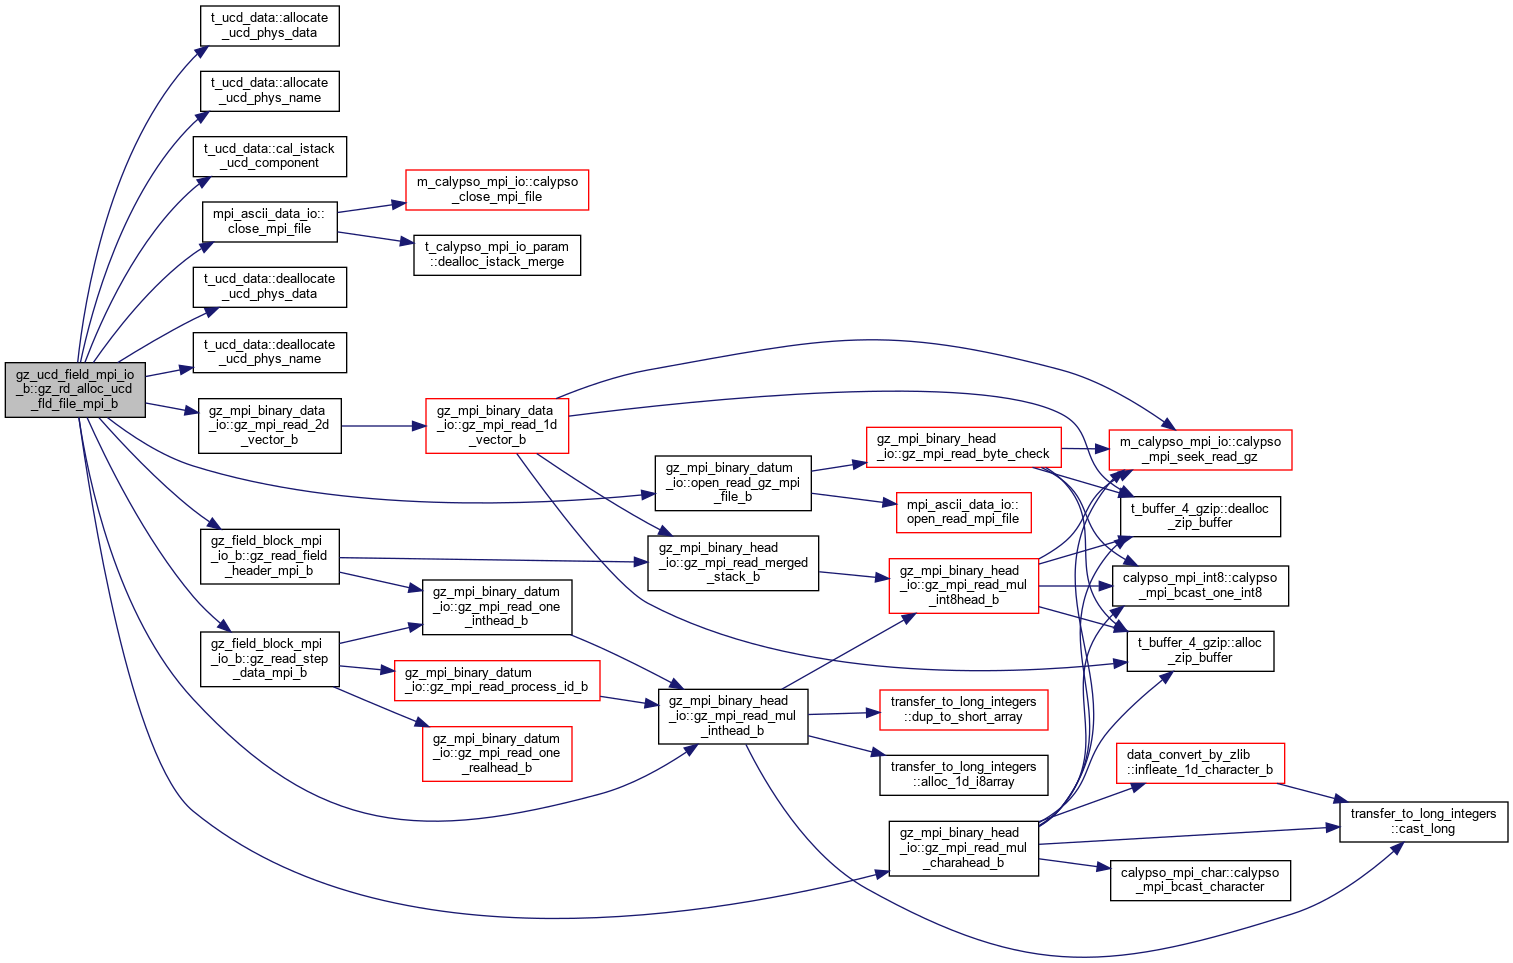 t_ucd_data::allocate
_ucd_phys_data
t_ucd_data::allocate
_ucd_phys_name
t_ucd_data::cal_istack
_ucd_component
mpi_ascii_data_io::
close_mpi_file
m_calypso_mpi_io::calypso
_close_mpi_file
t_calypso_mpi_io_param
::dealloc_istack_merge
t_ucd_data::deallocate
_ucd_phys_data
t_ucd_data::deallocate
_ucd_phys_name
gz_ucd_field_mpi_io
_b::gz_rd_alloc_ucd
_fld_file_mpi_b
gz_mpi_binary_data
_io::gz_mpi_read_2d
_vector_b
gz_mpi_binary_data
_io::gz_mpi_read_1d
_vector_b
gz_mpi_binary_datum
_io::open_read_gz_mpi
_file_b
gz_mpi_binary_head
_io::gz_mpi_read_byte_check
m_calypso_mpi_io::calypso
_mpi_seek_read_gz
mpi_ascii_data_io::
open_read_mpi_file
t_buffer_4_gzip::dealloc
_zip_buffer
gz_field_block_mpi
_io_b::gz_read_field
_header_mpi_b
gz_mpi_binary_head
_io::gz_mpi_read_merged
_stack_b
gz_mpi_binary_head
_io::gz_mpi_read_mul
_int8head_b
calypso_mpi_int8::calypso
_mpi_bcast_one_int8
gz_mpi_binary_datum
_io::gz_mpi_read_one
_inthead_b
gz_field_block_mpi
_io_b::gz_read_step
_data_mpi_b
t_buffer_4_gzip::alloc
_zip_buffer
gz_mpi_binary_datum
_io::gz_mpi_read_process_id_b
gz_mpi_binary_head
_io::gz_mpi_read_mul
_inthead_b
transfer_to_long_integers
::dup_to_short_array
gz_mpi_binary_datum
_io::gz_mpi_read_one
_realhead_b
transfer_to_long_integers
::alloc_1d_i8array
data_convert_by_zlib
::infleate_1d_character_b
transfer_to_long_integers
::cast_long
gz_mpi_binary_head
_io::gz_mpi_read_mul
_charahead_b
calypso_mpi_char::calypso
_mpi_bcast_character